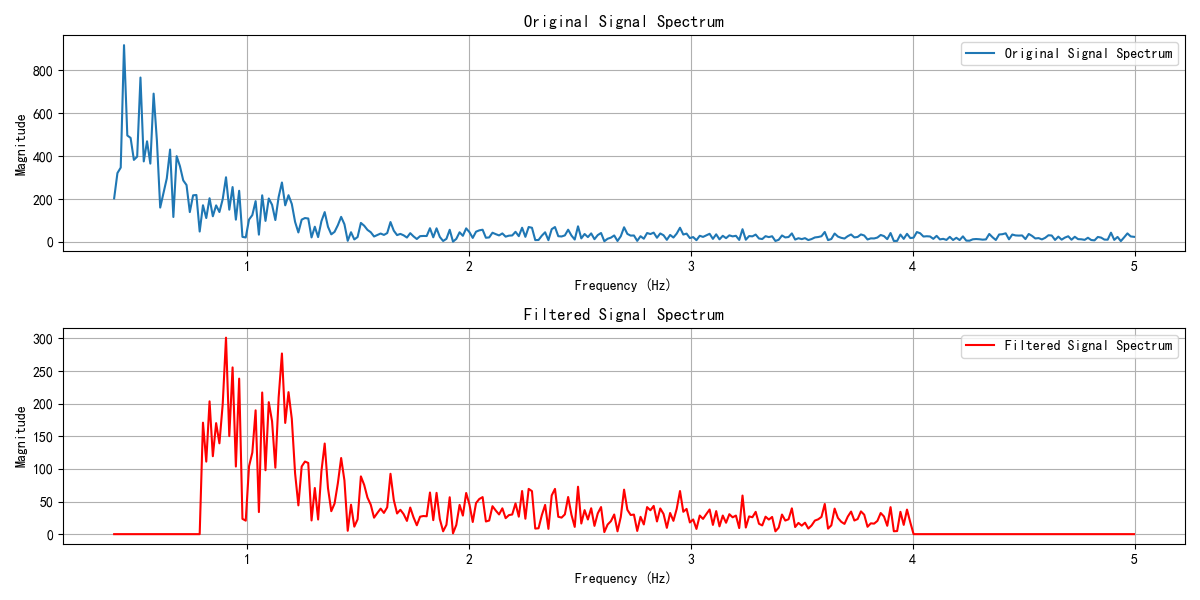 Original Signal Spectrum
Original Signal Spectrum
800
600
400
200
0
Magnitude
1 2 3 4 5
Frequency (Hz)
Filtered Signal Spectrum
Filtered Signal Spectrum
300
250
200
150
100
50
0
Magnitude
1 2 3 4 5
Frequency (Hz)